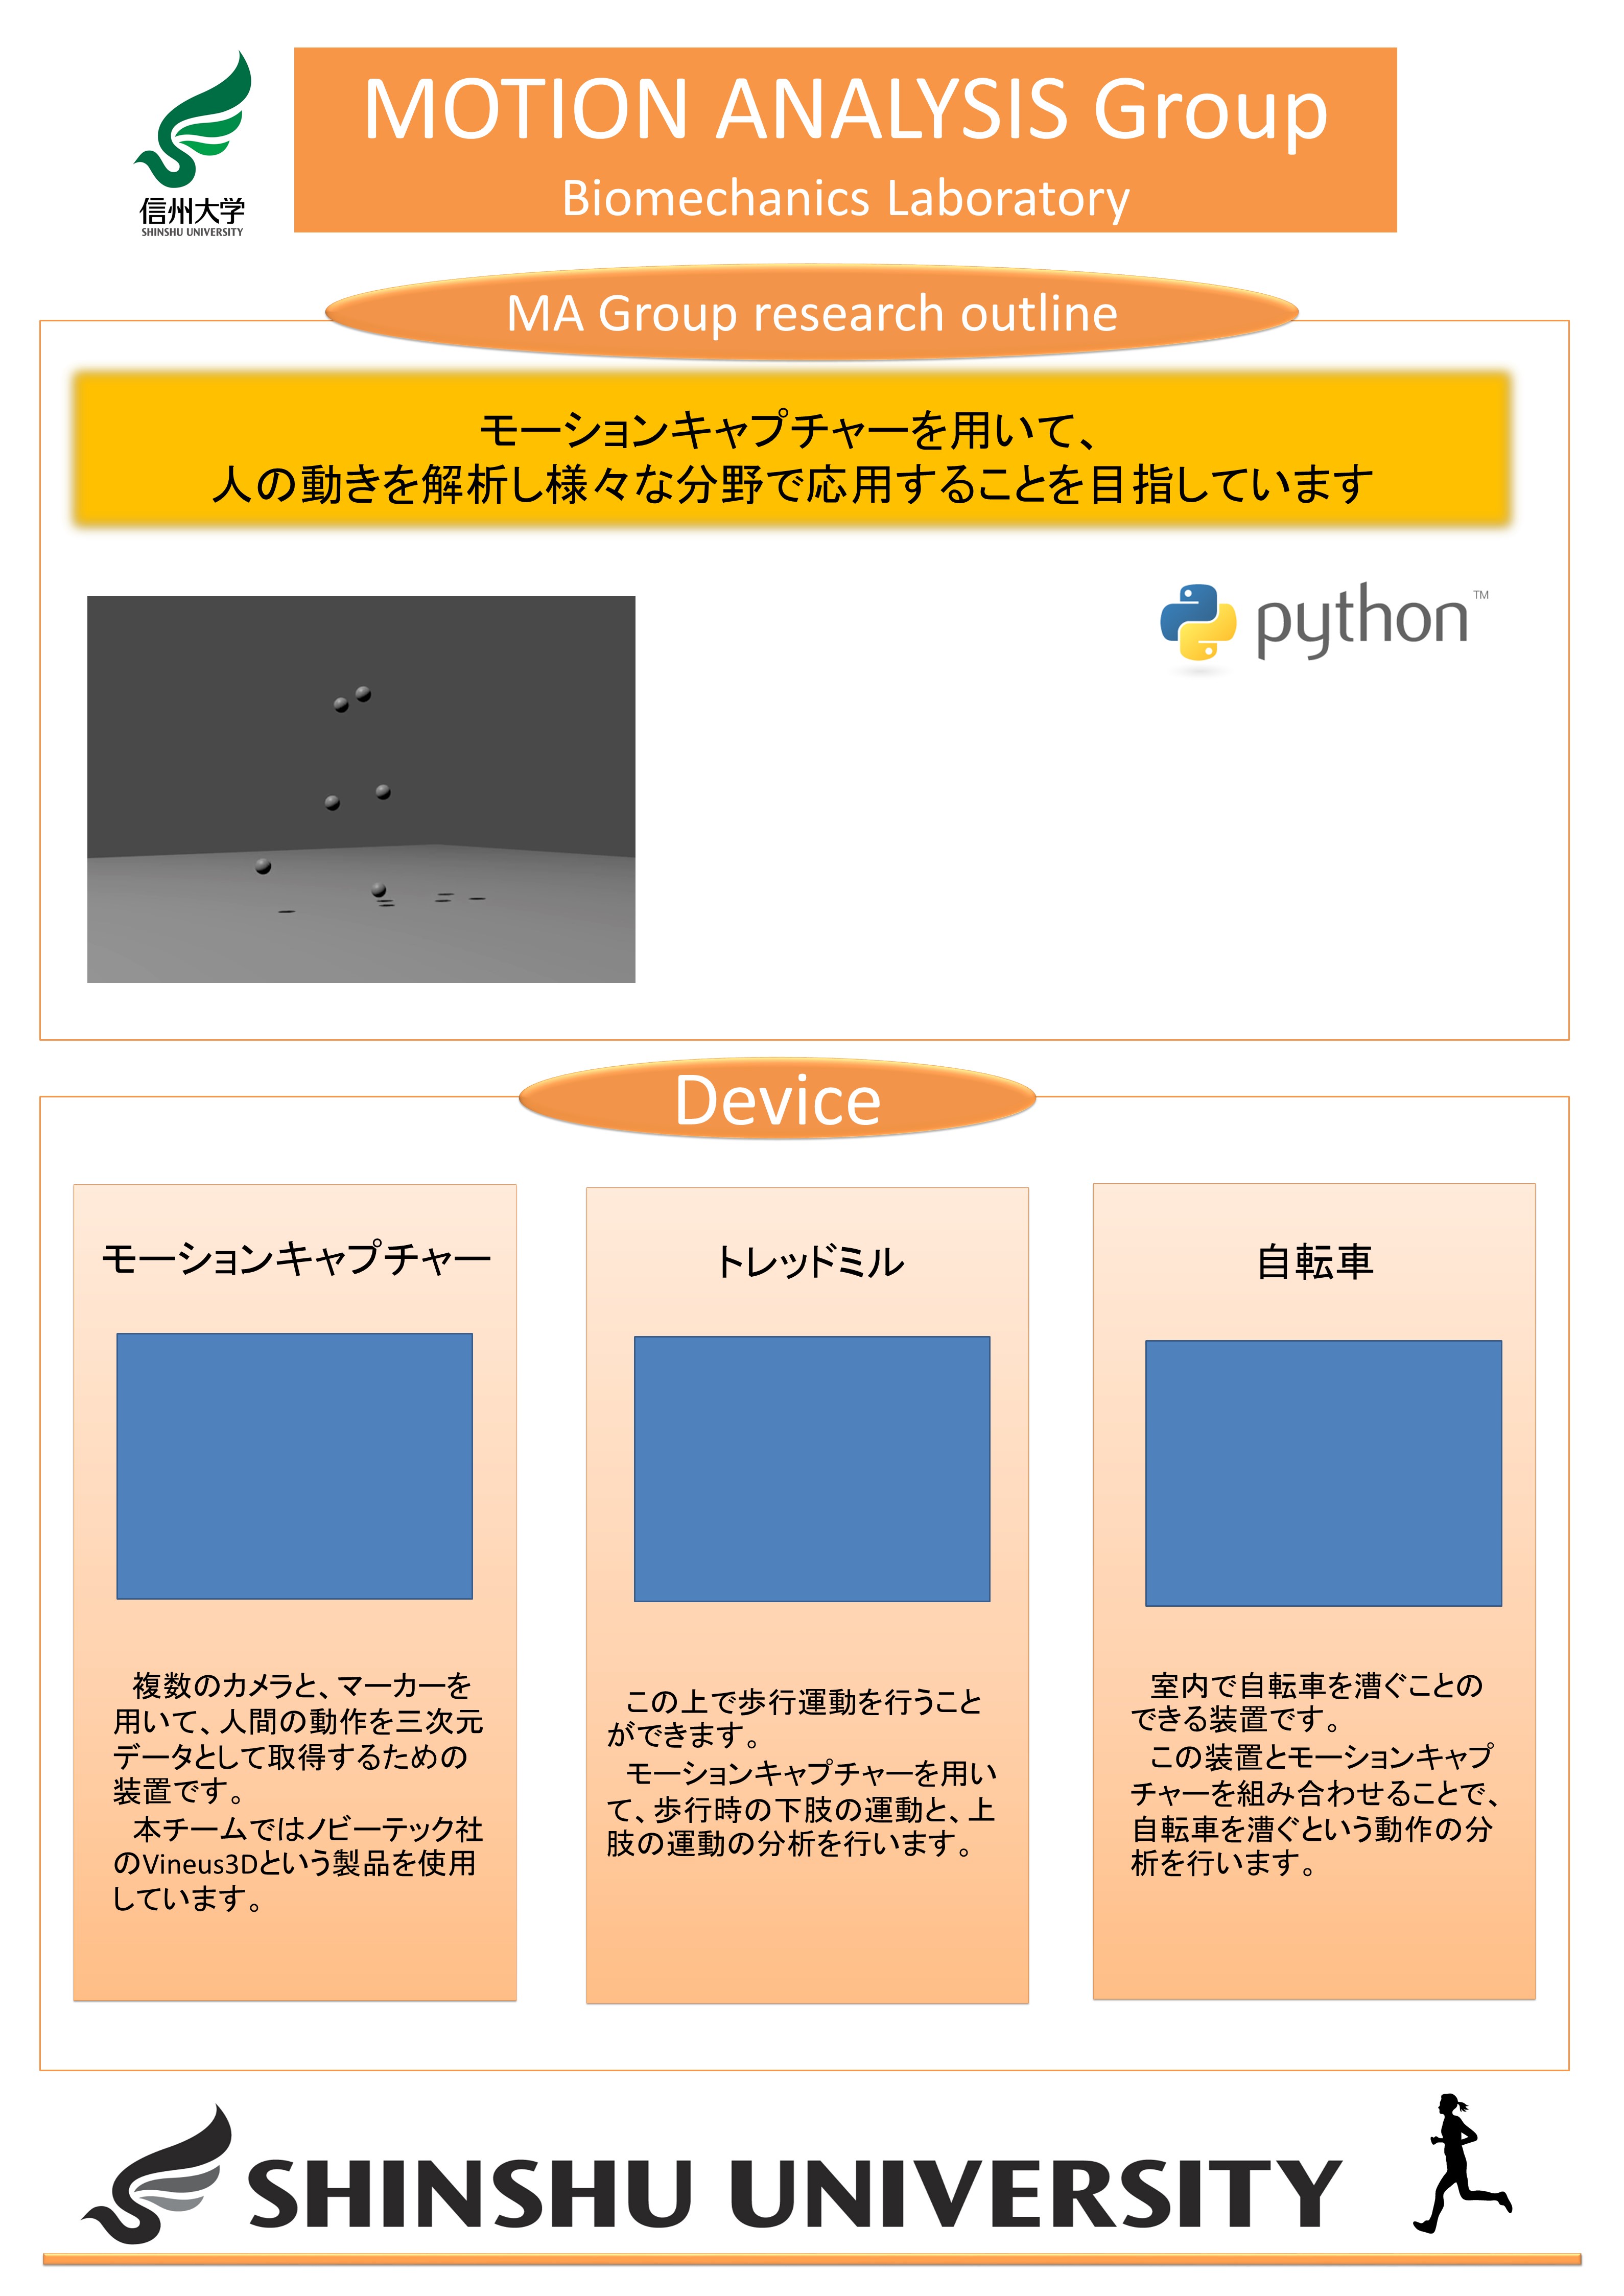 信州大学
SHINSHU UNIVERSITY
MOTION ANALYSIS Group
Biomechanics Laboratory
MA Group research outline
モーションキャプチャーを用いて、
人の動きを解析し様々な分野で応用することを目指しています
python™
Device
モーションキャプチャー
複数のカメラと、マーカーを
用いて、人間の動作を三次元
データとして取得するための
装置です。
本チームではノビーテック社
のVineus3Dという製品を使用
しています。
トレッドミル
この上で歩行運動を行うこと
ができます。
モーションキャプチャーを用い
て、歩行時の下肢の運動と、上
肢の運動の分析を行います。
自転車
室内で自転車を漕ぐことの
できる装置です。
この装置とモーションキャプ
チャーを組み合わせることで、
自転車を漕ぐという動作の分
析を行います。
SHINSHU UNIVERSITY